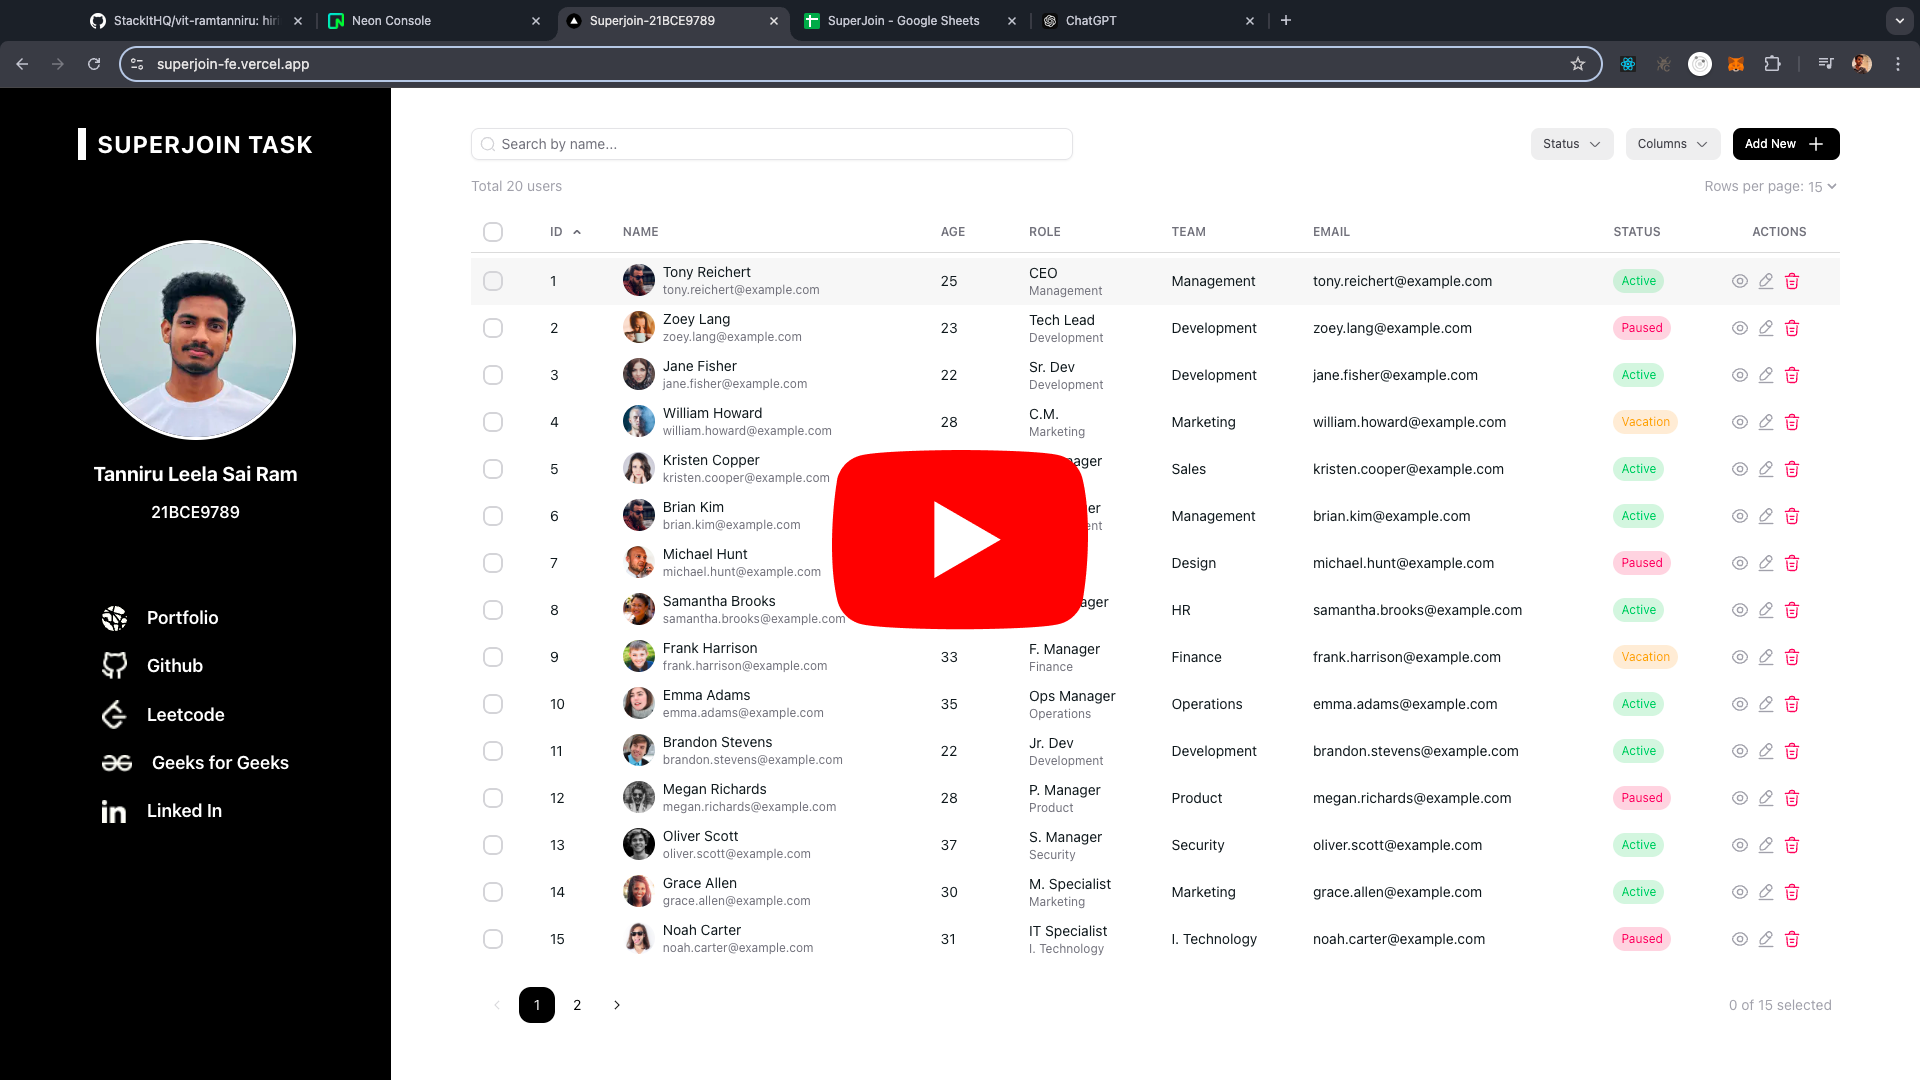 StackItHQ/vit-ramtanniru: hiri
Neon Console
Superjoin-21BCE9789
SuperJoin - Google Sheets
ChatGPT
superjoin-fe.vercel.app
SUPERJOIN TASK
Tanniru Leela Sai Ram
21BCE9789
Portfolio
Github
Leetcode
Geeks for Geeks
Linked In
Search by name...
Status
Columns
Add New
Total 20 users
Rows per page: 15
ID NAME AGE ROLE TEAM EMAIL STATUS ACTIONS
1 Tony Reichert 25 CEO Management tony.reichert@example.com Active
tony.reichert@example.com Management
2 Zoey Lang 23 Tech Lead Development zoey.lang@example.com Paused
zoey.lang@example.com Development
3 Jane Fisher 22 Sr. Dev Development jane.fisher@example.com Active
jane.fisher@example.com Development
4 William Howard 28 C.M. Marketing william.howard@example.com Vacation
william.howard@example.com Marketing
5 Kristen Copper Sales kristen.cooper@example.com Active
kristen.cooper@example.com
6 Brian Kim Management brian.kim@example.com Active
brian.kim@example.com
7 Michael Hunt Design michael.hunt@example.com Paused
michael.hunt@example.com
8 Samantha Brooks HR samantha.brooks@example.com Active
samantha.brooks@example.com
9 Frank Harrison 33 F. Manager Finance frank.harrison@example.com Vacation
frank.harrison@example.com Finance
10 Emma Adams 35 Ops Manager Operations emma.adams@example.com Active
emma.adams@example.com Operations
11 Brandon Stevens 22 Jr. Dev Development brandon.stevens@example.com Active
brandon.stevens@example.com Development
12 Megan Richards 28 P. Manager Product megan.richards@example.com Paused
megan.richards@example.com Product
13 Oliver Scott 37 S. Manager Security oliver.scott@example.com Active
oliver.scott@example.com Security
14 Grace Allen 30 M. Specialist Marketing grace.allen@example.com Active
grace.allen@example.com Marketing
15 Noah Carter 31 IT Specialist I. Technology noah.carter@example.com Paused
noah.carter@example.com I. Technology
1 2
0 of 15 selected